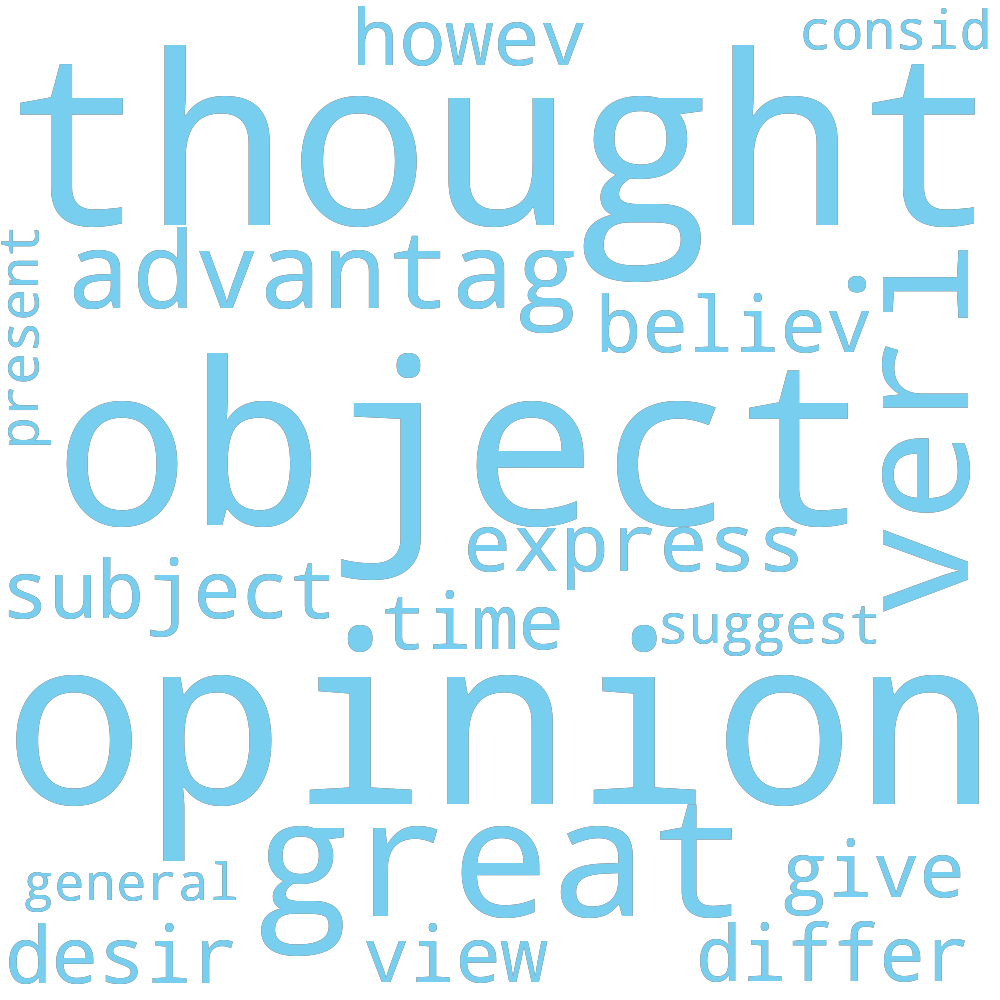 howev
consid
thought
present
advantag
believ
veri
object
express
subject
time
suggest
opinion
great
general
give
desir
view
differ